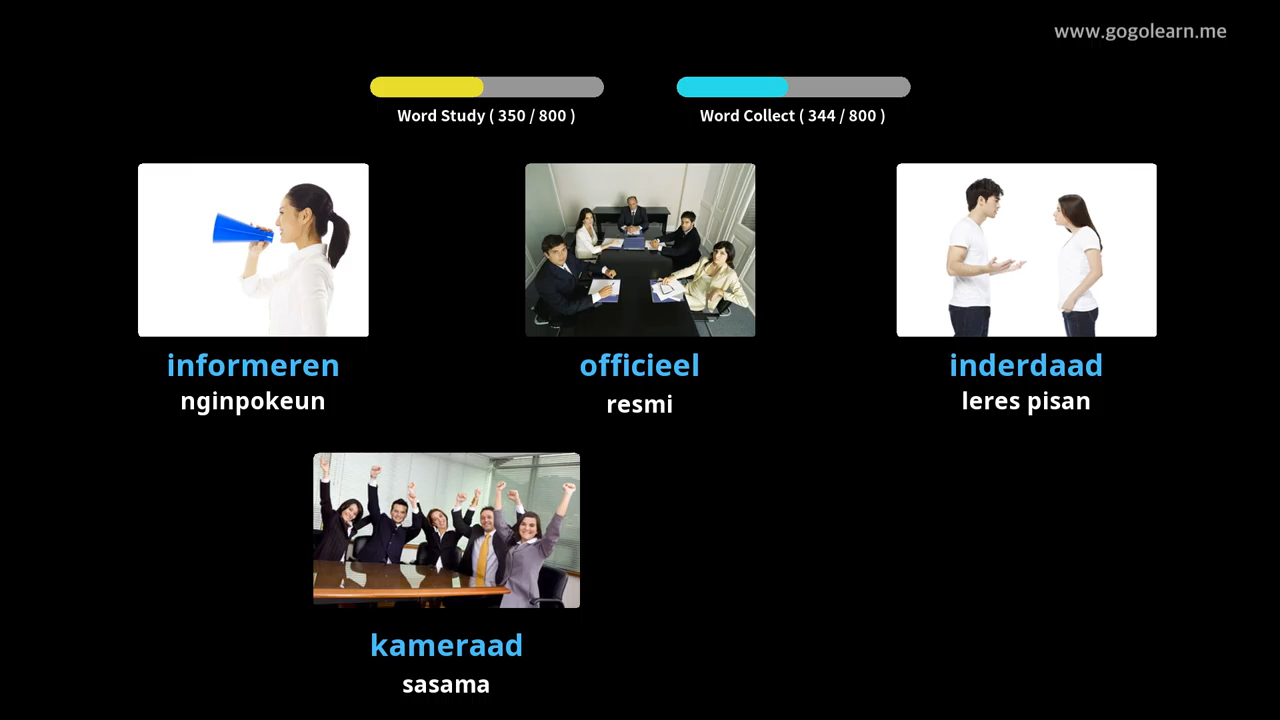 www.gogolearn.me
Word Study ( 350 / 800 )
Word Collect ( 344 / 800 )
informeren
nginpokeun
officieel
resmi
inderdaad
leres pisan
kameraad
sasama